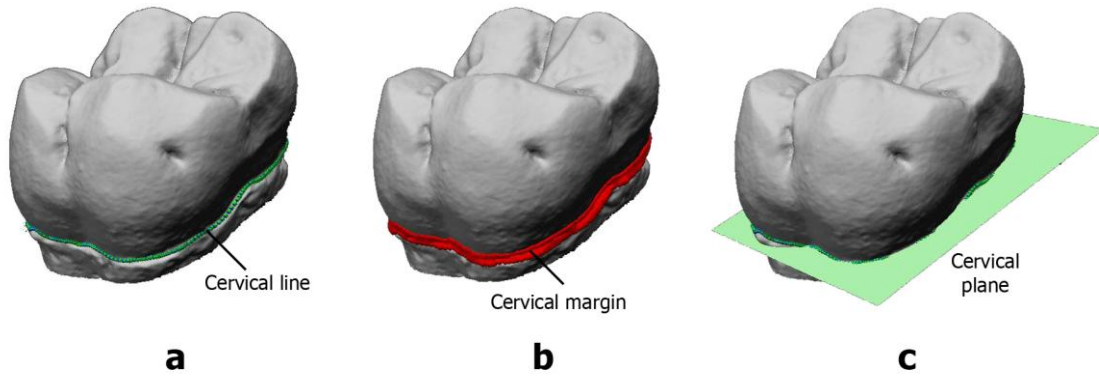 Cervical line
Cervical margin
Cervical
plane
a
b
c